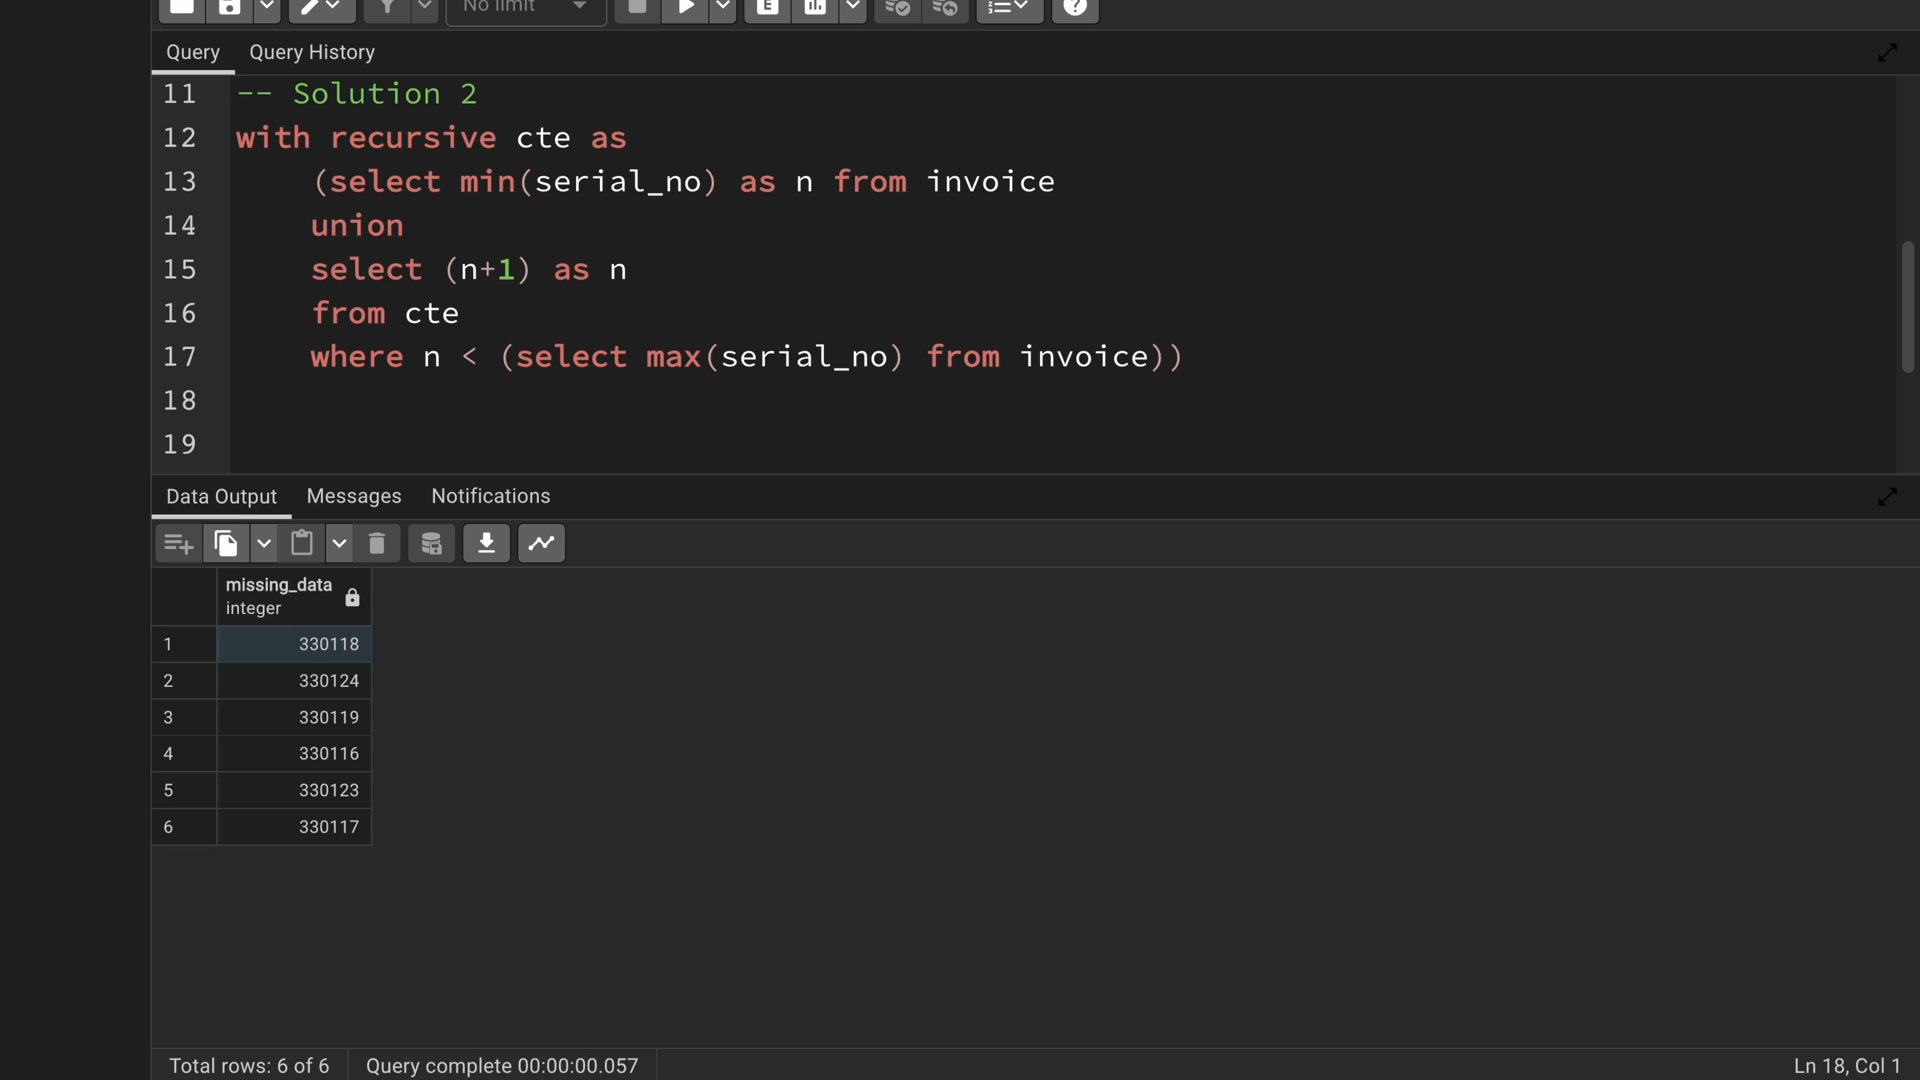 No limit
E
?
Query Query History
11 -- Solution 2
12 with recursive cte as
13 (select min(serial_no) as n from invoice
14 union
15 select (n+1) as n
16 from cte
17 where n < (select max(serial_no) from invoice))
18
19
Data Output Messages Notifications
missing_data
integer
1 330118
2 330124
3 330119
4 330116
5 330123
6 330117
Total rows: 6 of 6 Query complete 00:00:00.057 Ln 18, Col 1